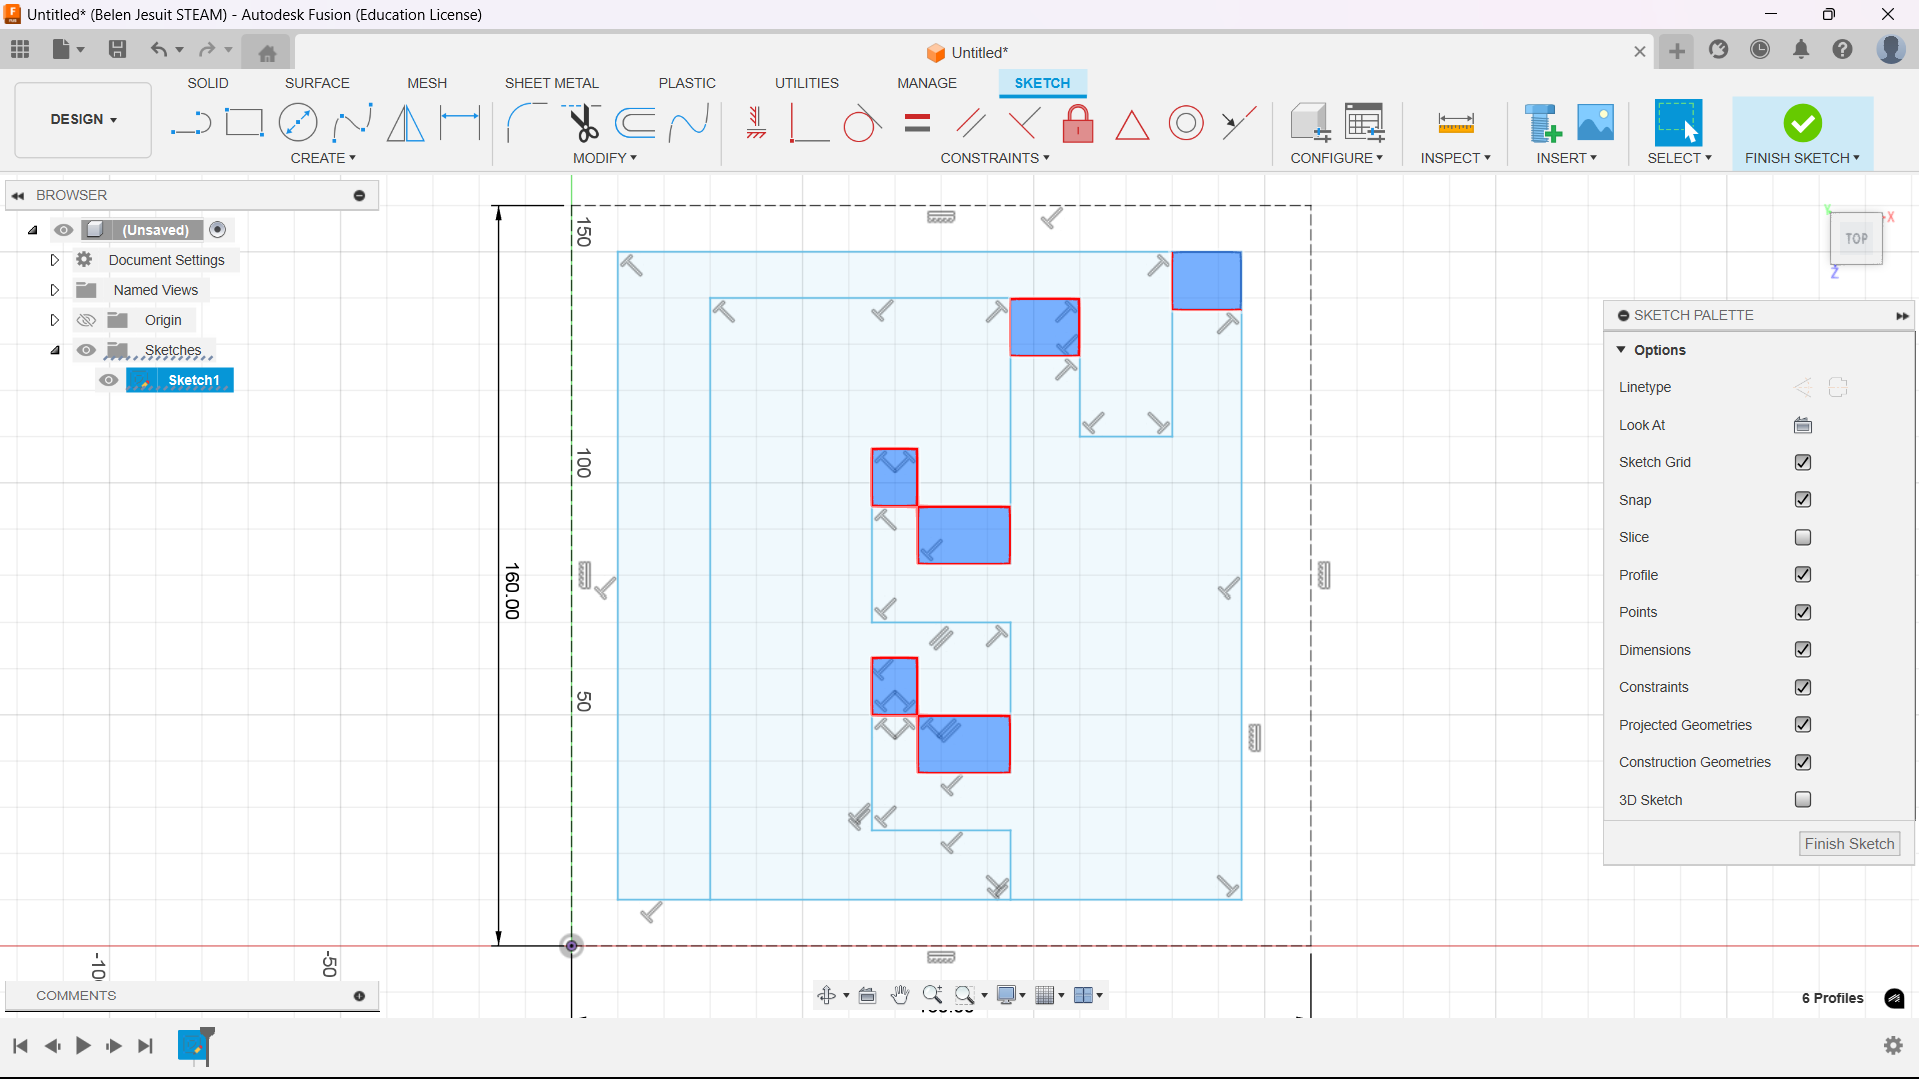 Untitled* (Belen Jesuit STEAM) - Autodesk Fusion (Education License)
Untitled*
SOLID SURFACE MESH SHEET METAL PLASTIC UTILITIES MANAGE SKETCH
DESIGN
CREATE MODIFY CONSTRAINTS CONFIGURE INSPECT INSERT SELECT FINISH SKETCH
BROWSER
(Unsaved)
Document Settings
Named Views
Origin
Sketches
Sketch1
150
100
50
160.00
-50
-10
TOP
X
Y
Z
SKETCH PALETTE
Options
Linetype
Look At
Sketch Grid
Snap
Slice
Profile
Points
Dimensions
Constraints
Projected Geometries
Construction Geometries
3D Sketch
Finish Sketch
COMMENTS
6 Profiles